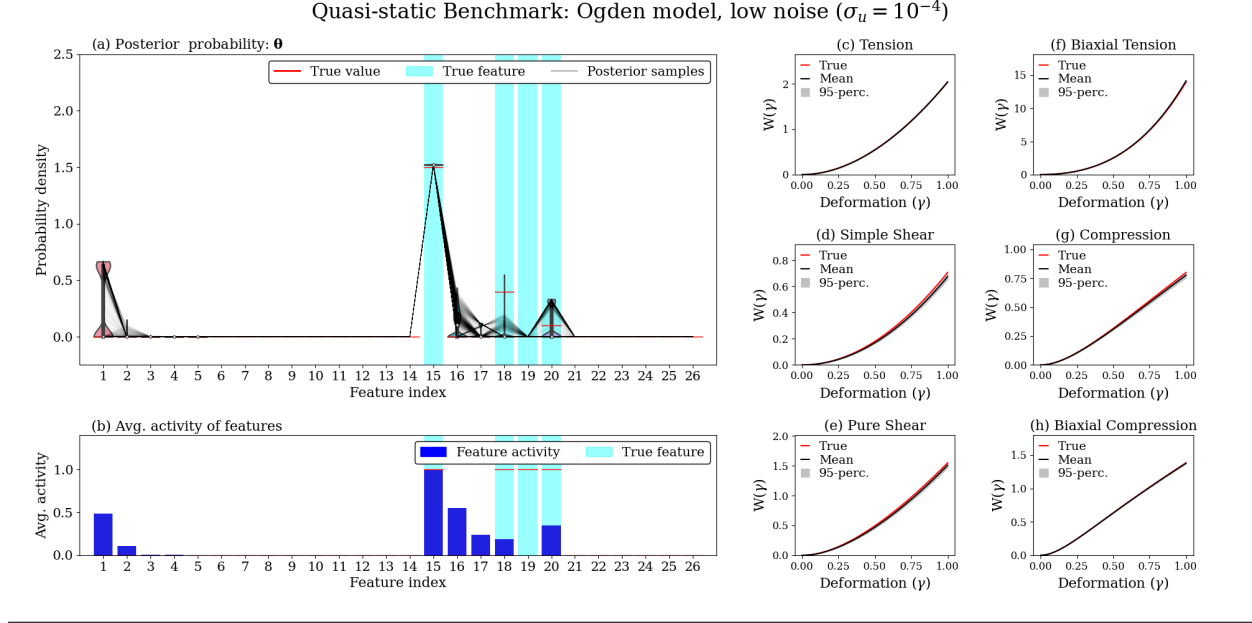 Quasi-static Benchmark: Ogden model, low noise (σ_u = 10⁻⁴)
(a) Posterior  probability: θ
True value
True feature
Posterior samples
Probability density
2.5
2.0
1.5
1.0
0.5
0.0
1 2 3 4 5 6 7 8 9 10 11 12 13 14 15 16 17 18 19 20 21 22 23 24 25 26
Feature index
(b) Avg. activity of features
Feature activity
True feature
Avg. activity
1.0
0.5
0.0
1 2 3 4 5 6 7 8 9 10 11 12 13 14 15 16 17 18 19 20 21 22 23 24 25 26
Feature index
(c) Tension
True
Mean
95-perc.
W(γ)
2
1
0
0.00 0.25 0.50 0.75 1.00
Deformation (γ)
(f) Biaxial Tension
True
Mean
95-perc.
W(γ)
15
10
5
0
0.00 0.25 0.50 0.75 1.00
Deformation (γ)
(d) Simple Shear
True
Mean
95-perc.
W(γ)
0.8
0.6
0.4
0.2
0.0
0.00 0.25 0.50 0.75 1.00
Deformation (γ)
(g) Compression
True
Mean
95-perc.
W(γ)
1.00
0.75
0.50
0.25
0.00
0.00 0.25 0.50 0.75 1.00
Deformation (γ)
(e) Pure Shear
True
Mean
95-perc.
W(γ)
2.0
1.5
1.0
0.5
0.0
0.00 0.25 0.50 0.75 1.00
Deformation (γ)
(h) Biaxial Compression
True
Mean
95-perc.
W(γ)
1.5
1.0
0.5
0.0
0.00 0.25 0.50 0.75 1.00
Deformation (γ)